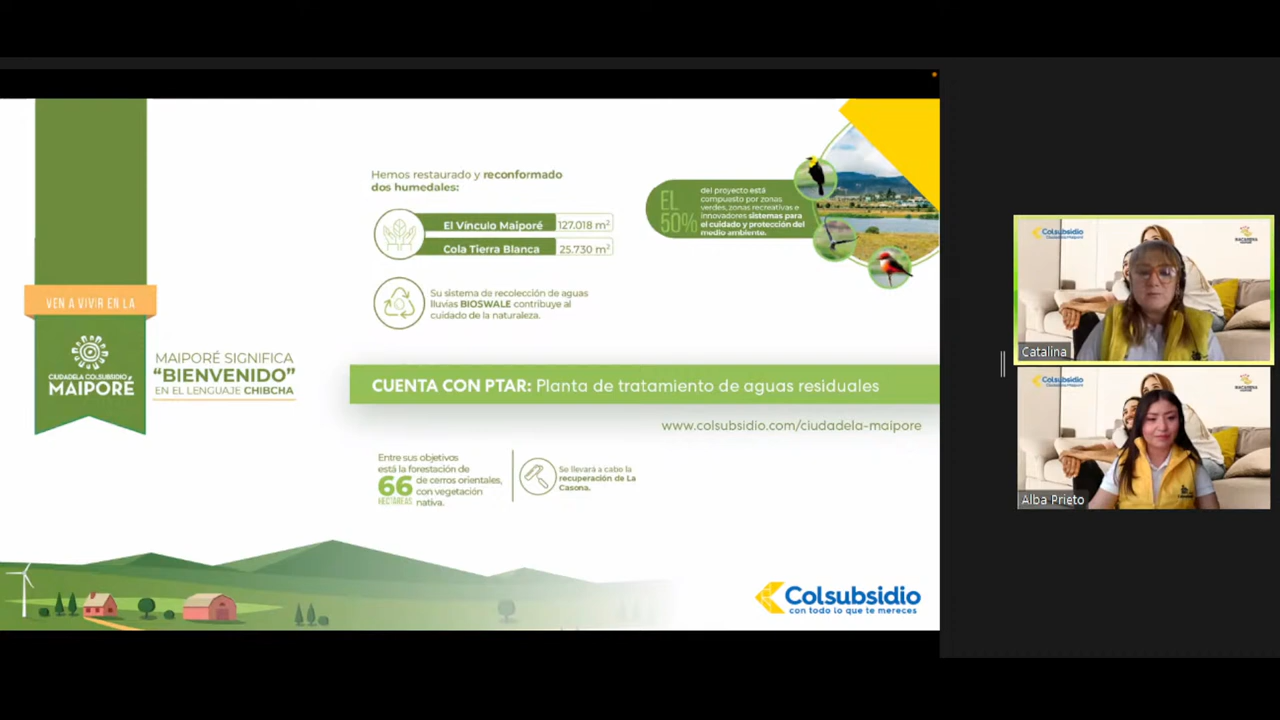 Hemos restaurado y reconformado
dos humedales:
El Vínculo Maiporé 127.018 m²
Cola Tierra Blanca 25.730 m²
Su sistema de recolección de aguas
lluvias BIOSWALE contribuye al
cuidado de la naturaleza.
EL
50%
del proyecto está
compuesto por zonas
verdes, zonas recreativas e
innovadores sistemas para
el cuidado y protección del
medio ambiente.
VEN A VIVIR EN LA
CIUDADELA COLSUBSIDIO
MAIPORÉ
MAIPORÉ SIGNIFICA
“BIENVENIDO”
EN EL LENGUAJE CHIBCHA
CUENTA CON PTAR: Planta de tratamiento de aguas residuales
www.colsubsidio.com/ciudadela-maipore
Entre sus objetivos
está la forestación de
66 de cerros orientales,
HECTÁREAS con vegetación
nativa.
Se llevará a cabo la
recuperación de La
Casona.
Colsubsidio
con todo lo que te mereces
Colsubsidio
Catalina
Colsubsidio
Alba Prieto